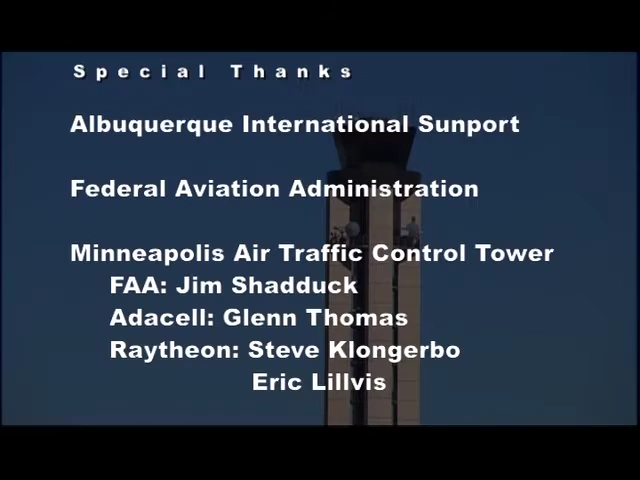 Special Thanks
Albuquerque International Sunport
Federal Aviation Administration
Minneapolis Air Traffic Control Tower
FAA: Jim Shadduck
Adacell: Glenn Thomas
Raytheon: Steve Klongerbo
Eric Lillvis